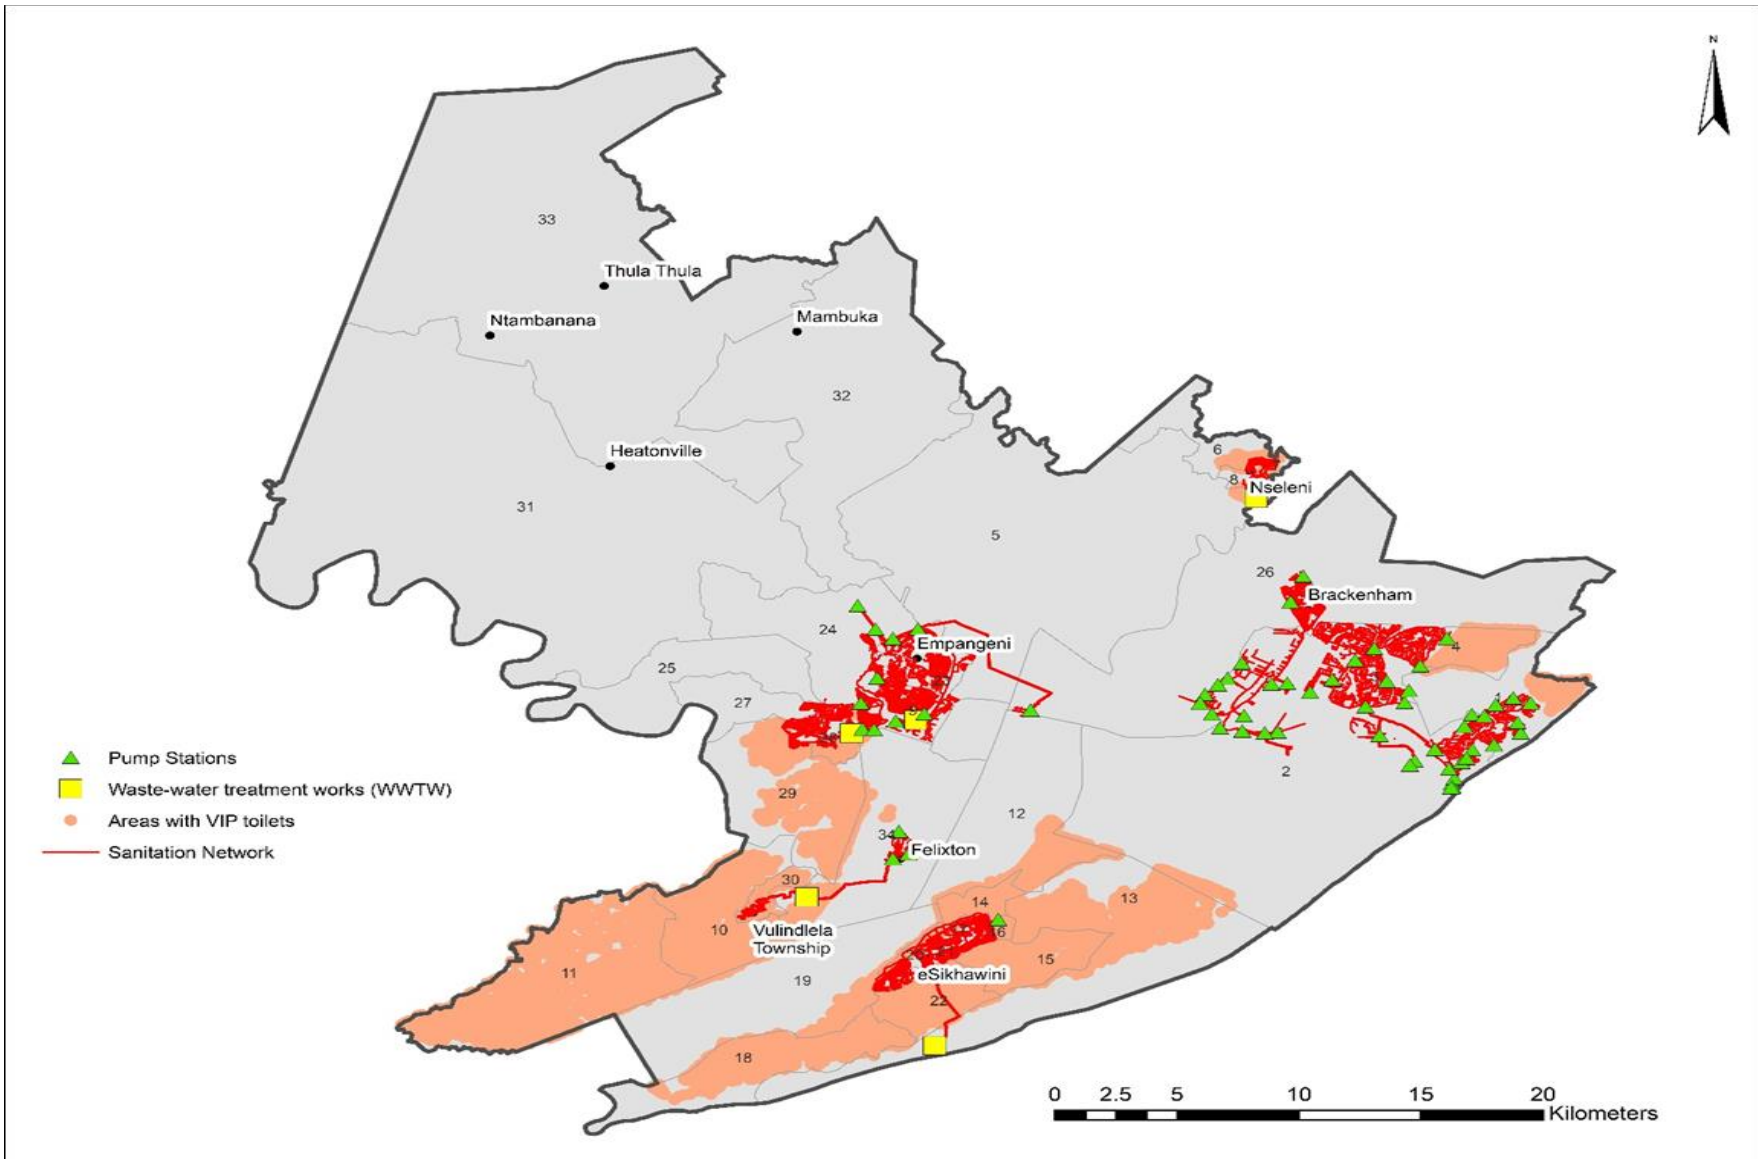 N
33
Thula Thula
Ntambanana
Mambuka
32
Heatonville
6
8
Nseleni
31
5
26
Brackenham
24
Empangeni
4
25
27
1
2
Pump Stations
Waste-water treatment works (WWTW)
Areas with VIP toilets
Sanitation Network
29
12
34
Felixton
30
14
13
10
Vulindlela
Township
16
11
15
eSikhawini
19
22
18
0 2.5 5 10 15 20
Kilometers